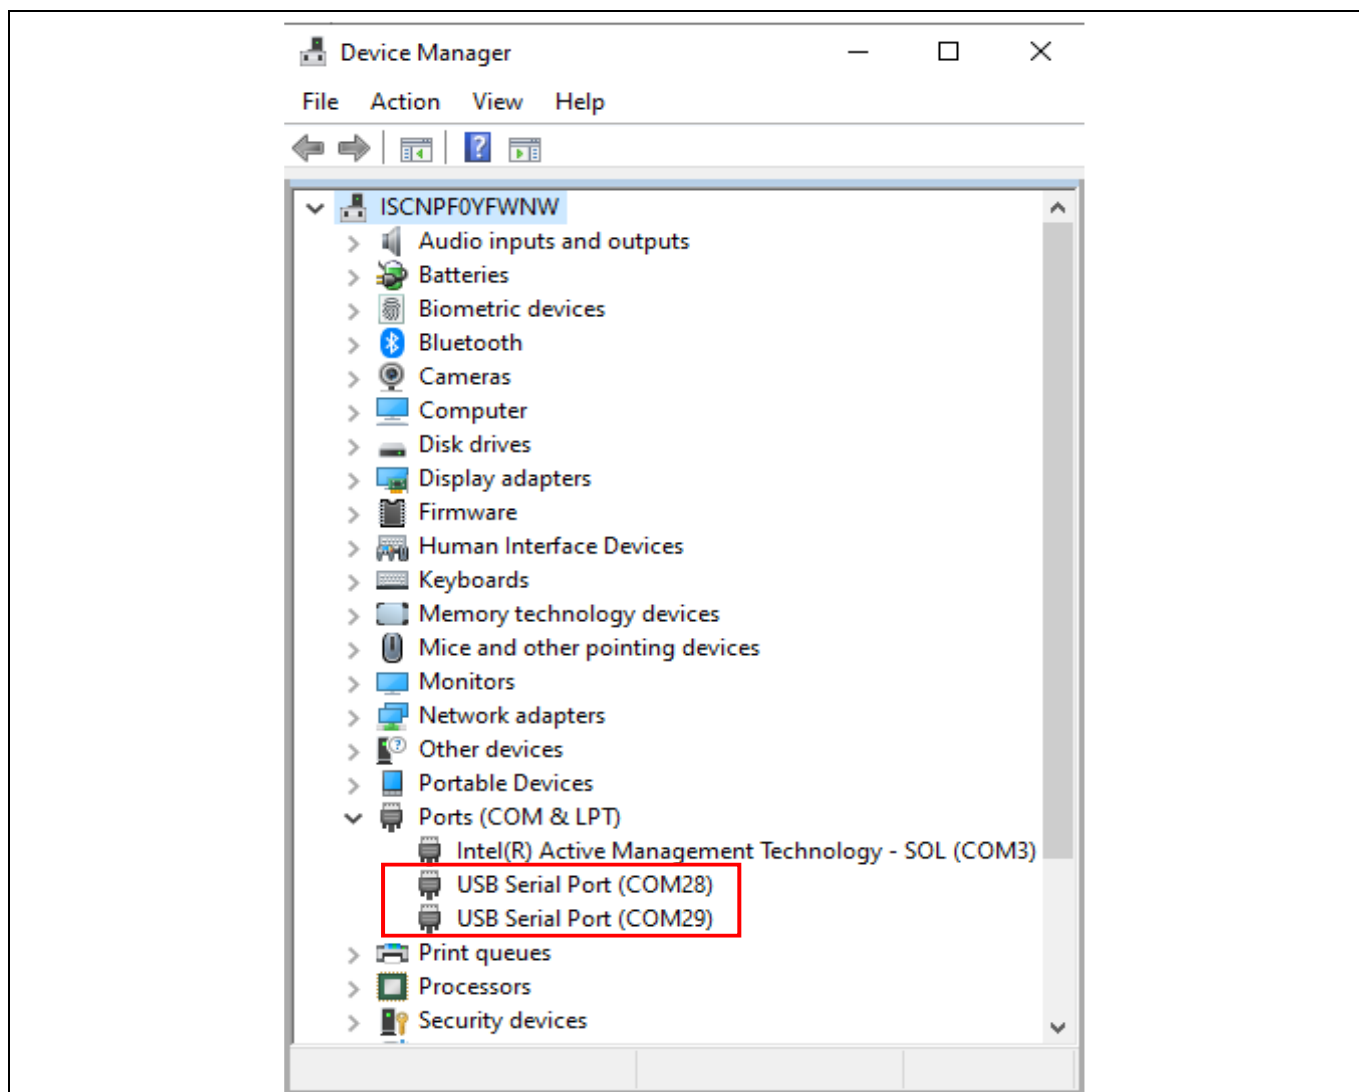 Device Manager
File Action View Help
ISCNPF0YFWNW
Audio inputs and outputs
Batteries
Biometric devices
Bluetooth
Cameras
Computer
Disk drives
Display adapters
Firmware
Human Interface Devices
Keyboards
Memory technology devices
Mice and other pointing devices
Monitors
Network adapters
Other devices
Portable Devices
Ports (COM & LPT)
Intel(R) Active Management Technology - SOL (COM3)
USB Serial Port (COM28)
USB Serial Port (COM29)
Print queues
Processors
Security devices